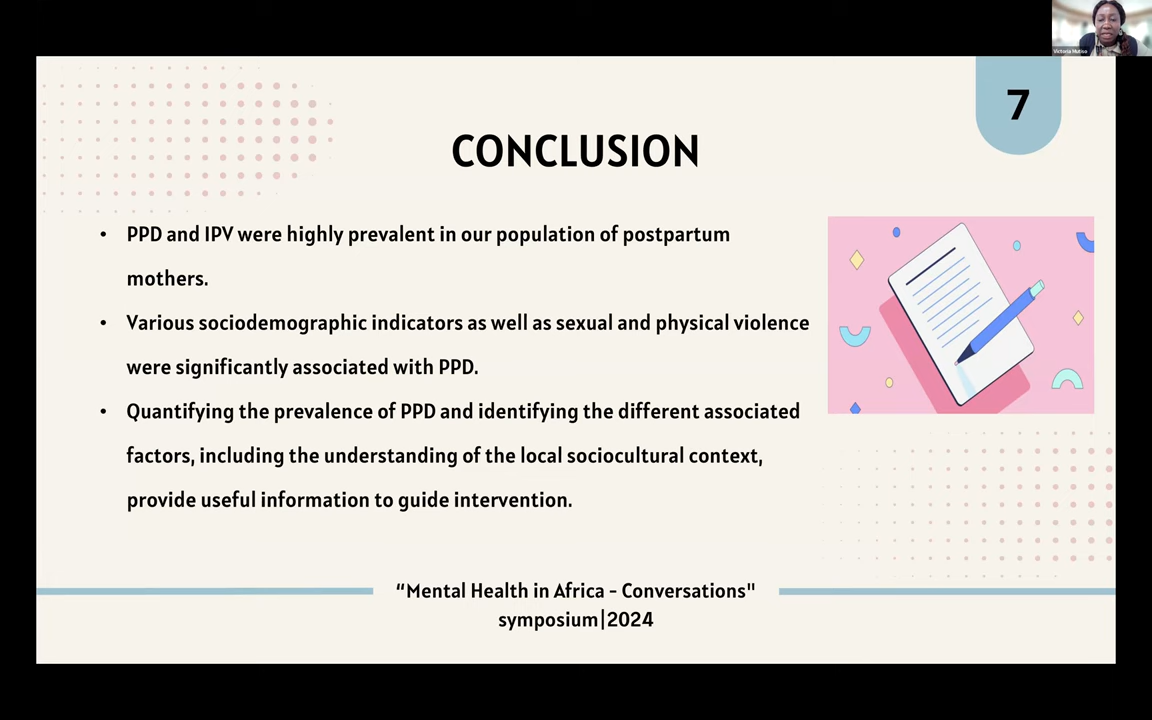 Victoria Mutiso
7
CONCLUSION
• PPD and IPV were highly prevalent in our population of postpartum
mothers.
• Various sociodemographic indicators as well as sexual and physical violence
were significantly associated with PPD.
• Quantifying the prevalence of PPD and identifying the different associated
factors, including the understanding of the local sociocultural context,
provide useful information to guide intervention.
“Mental Health in Africa - Conversations"
symposium|2024